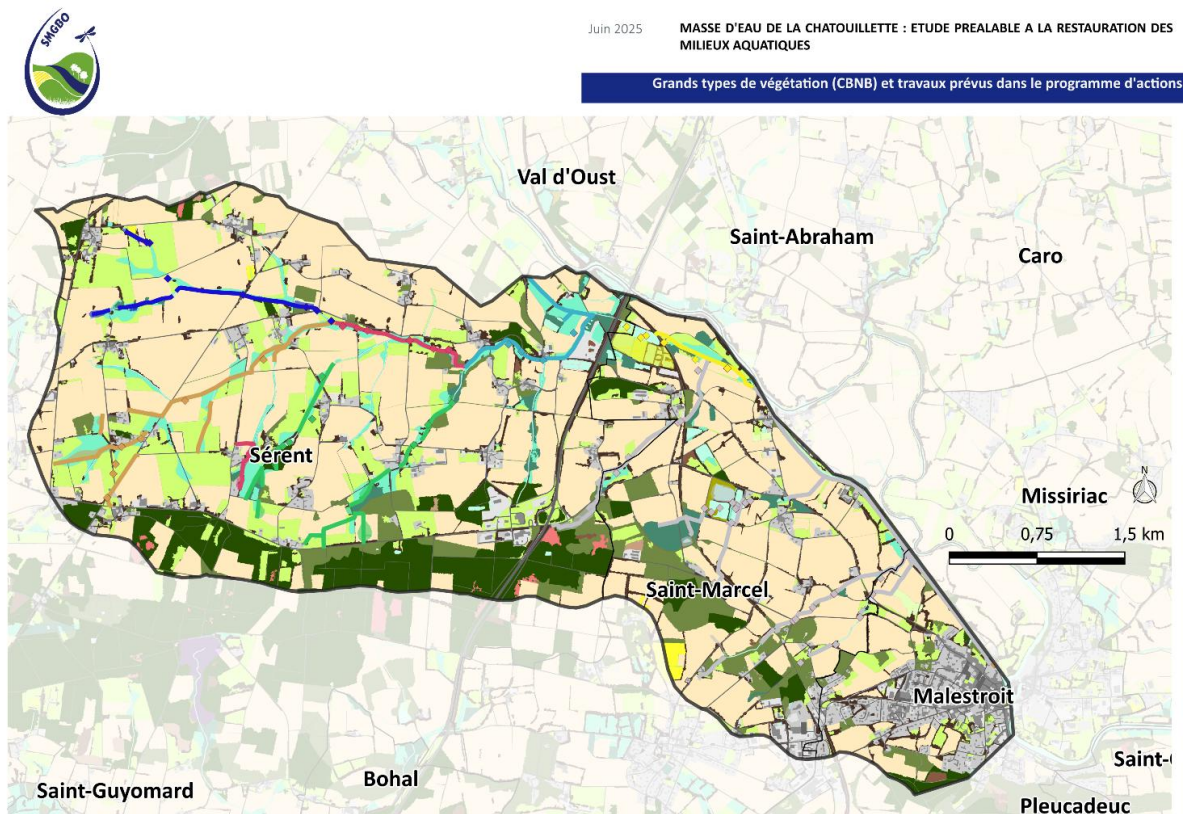 SMGBO
Juin 2025
MASSE D'EAU DE LA CHATOUILLETTE : ETUDE PREALABLE A LA RESTAURATION DES
MILIEUX AQUATIQUES
Grands types de végétation (CBNB) et travaux prévus dans le programme d'actions
Val d'Oust
Saint-Abraham
Caro
Sérent
Missiriac
N
0 0,75 1,5 km
Saint-Marcel
Malestroit
Saint-
Bohal
Saint-Guyomard
Pleucadeuc